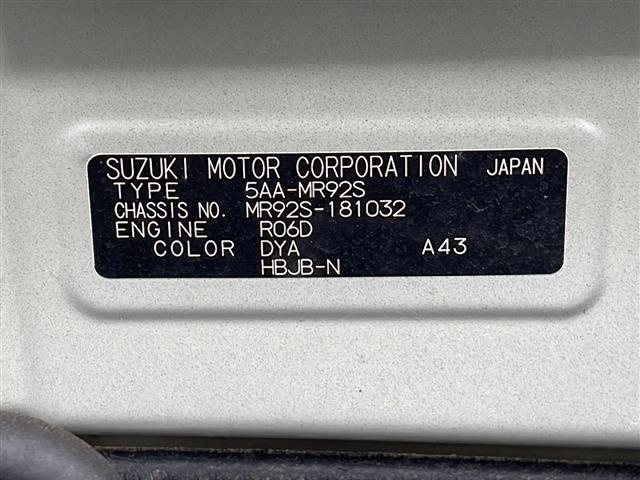 SUZUKI MOTOR CORPORATION JAPAN
TYPE 5AA-MR92S
CHASSIS NO. MR92S-181032
ENGINE R06D
COLOR DYA A43
HBJB-N